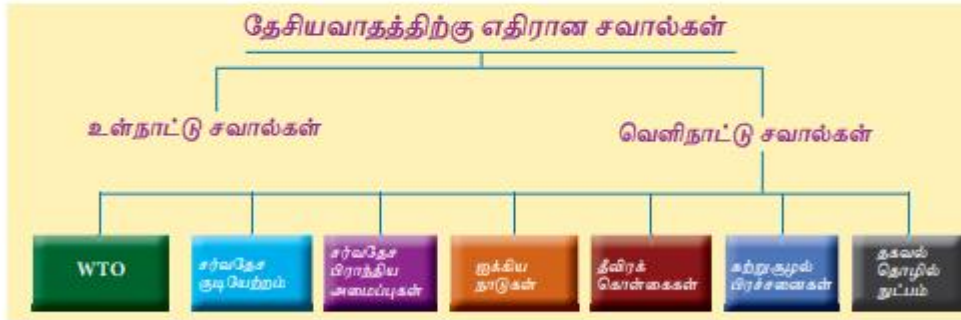 தேசியவாதத்திற்கு எதிரான சவால்கள்
உள்நாட்டு சவால்கள்
வெளிநாட்டு சவால்கள்
WTO
சர்வதேச
குடியேற்றம்
சர்வதேச
பிராந்திய
அமைப்புகள்
ஐக்கிய
நாடுகள்
தீவிரக்
கொள்கைகள்
சுற்றுசூழல்
பிரச்சனைகள்
தகவல்
தொழில்
நுட்பம்